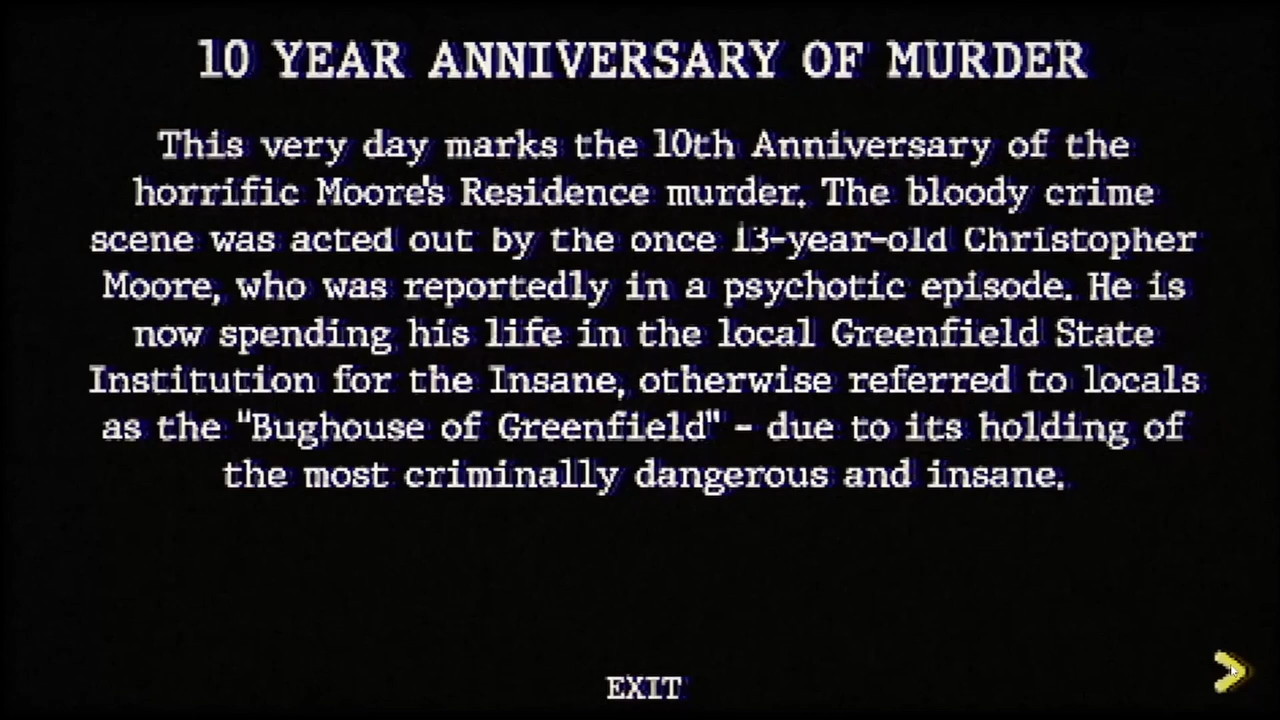 10 YEAR ANNIVERSARY OF MURDER
This very day marks the 10th Anniversary of the
horrific Moore's Residence murder. The bloody crime
scene was acted out by the once 13-year-old Christopher
Moore, who was reportedly in a psychotic episode. He is
now spending his life in the local Greenfield State
Institution for the Insane, otherwise referred to locals
as the "Bughouse of Greenfield" - due to its holding of
the most criminally dangerous and insane.
EXIT